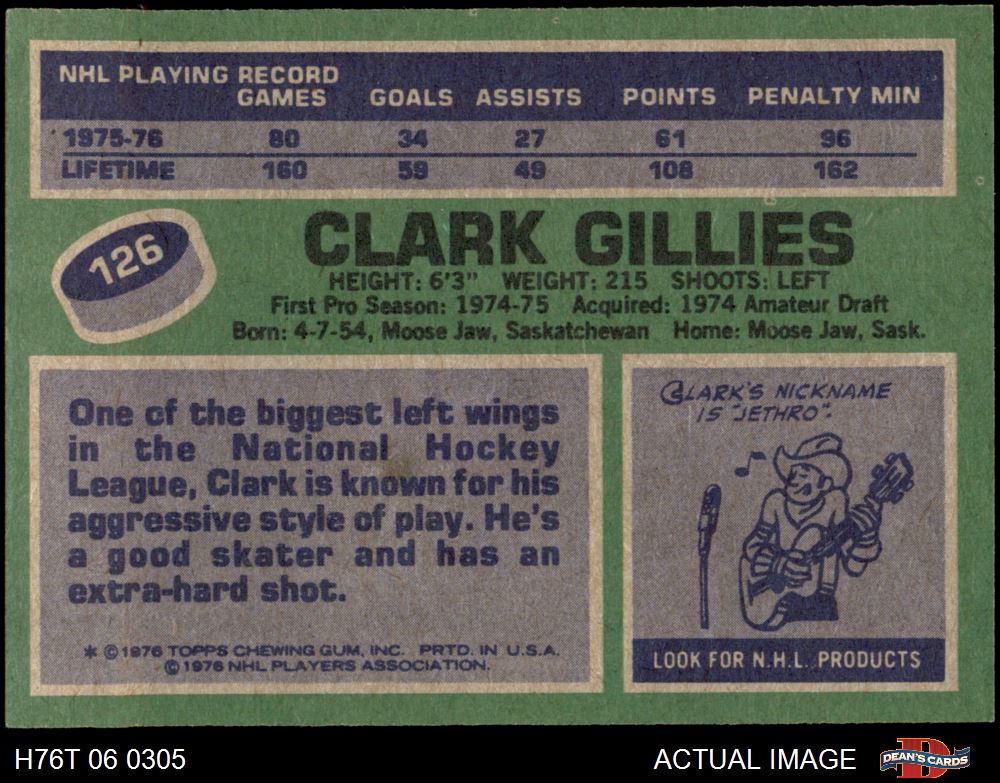 NHL PLAYING RECORD
GAMES GOALS ASSISTS POINTS PENALTY MIN
1975-76 80 34 27 61 96
LIFETIME 160 59 49 108 162
126
CLARK GILLIES
HEIGHT: 6'3" WEIGHT: 215 SHOOTS: LEFT
First Pro Season: 1974-75 Acquired: 1974 Amateur Draft
Born: 4-7-54, Moose Jaw, Saskatchewan Home: Moose Jaw, Sask.
One of the biggest left wings
in the National Hockey
League, Clark is known for his
aggressive style of play. He's
a good skater and has an
extra-hard shot.
* © 1976 TOPPS CHEWING GUM, INC. PRTD. IN U.S.A.
© 1976 NHL PLAYERS ASSOCIATION.
CLARK'S NICKNAME
IS "JETHRO".
LOOK FOR N.H.L. PRODUCTS
H76T 06 0305
ACTUAL IMAGE
DEAN'S CARDS